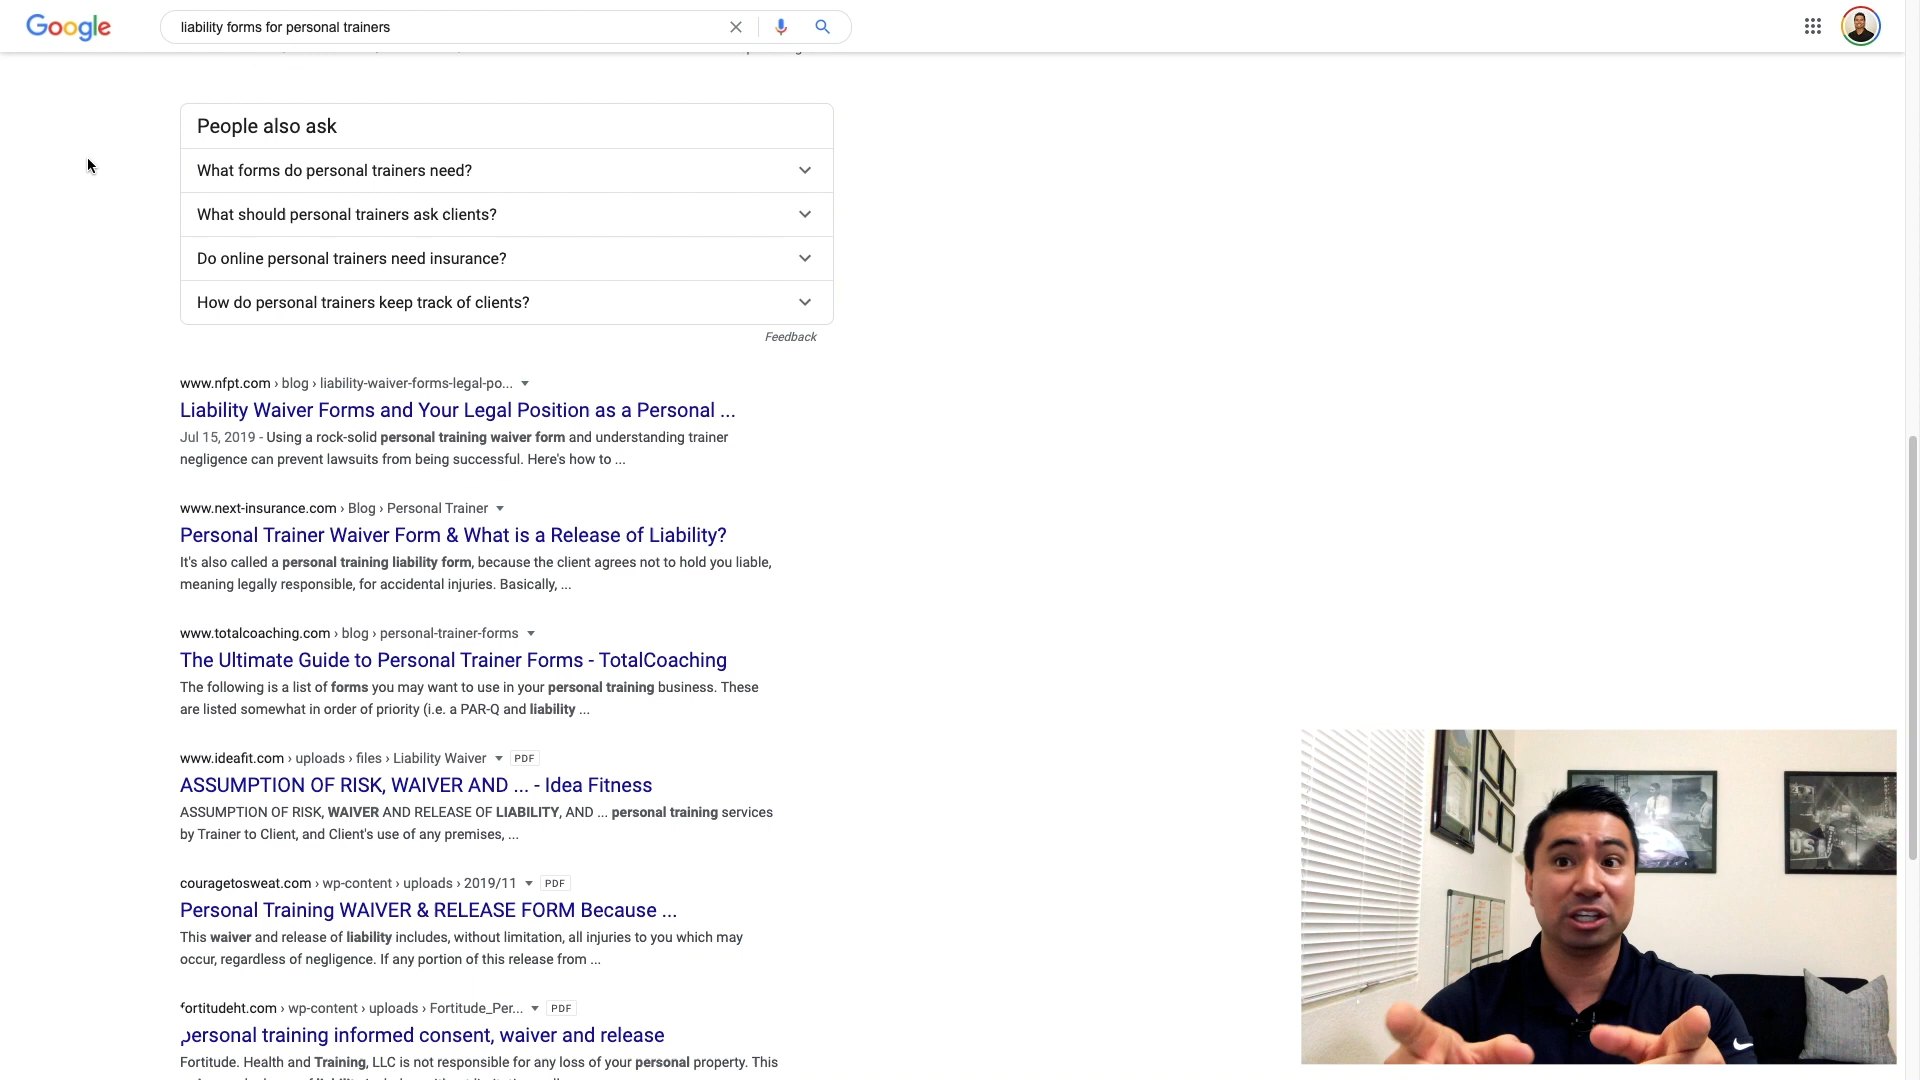 Google
liability forms for personal trainers
People also ask
What forms do personal trainers need?
What should personal trainers ask clients?
Do online personal trainers need insurance?
How do personal trainers keep track of clients?
Feedback
www.nfpt.com › blog › liability-waiver-forms-legal-po...
Liability Waiver Forms and Your Legal Position as a Personal ...
Jul 15, 2019 - Using a rock-solid personal training waiver form and understanding trainer
negligence can prevent lawsuits from being successful. Here's how to ...
www.next-insurance.com › Blog › Personal Trainer
Personal Trainer Waiver Form & What is a Release of Liability?
It's also called a personal training liability form, because the client agrees not to hold you liable,
meaning legally responsible, for accidental injuries. Basically, ...
www.totalcoaching.com › blog › personal-trainer-forms
The Ultimate Guide to Personal Trainer Forms - TotalCoaching
The following is a list of forms you may want to use in your personal training business. These
are listed somewhat in order of priority (i.e. a PAR-Q and liability ...
www.ideafit.com › uploads › files › Liability Waiver PDF
ASSUMPTION OF RISK, WAIVER AND ... - Idea Fitness
ASSUMPTION OF RISK, WAIVER AND RELEASE OF LIABILITY, AND ... personal training services
by Trainer to Client, and Client's use of any premises, ...
couragetosweat.com › wp-content › uploads › 2019/11 PDF
Personal Training WAIVER & RELEASE FORM Because ...
This waiver and release of liability includes, without limitation, all injuries to you which may
occur, regardless of negligence. If any portion of this release from ...
fortitudeht.com › wp-content › uploads › Fortitude_Per... PDF
personal training informed consent, waiver and release
Fortitude. Health and Training, LLC is not responsible for any loss of your personal property. This
US